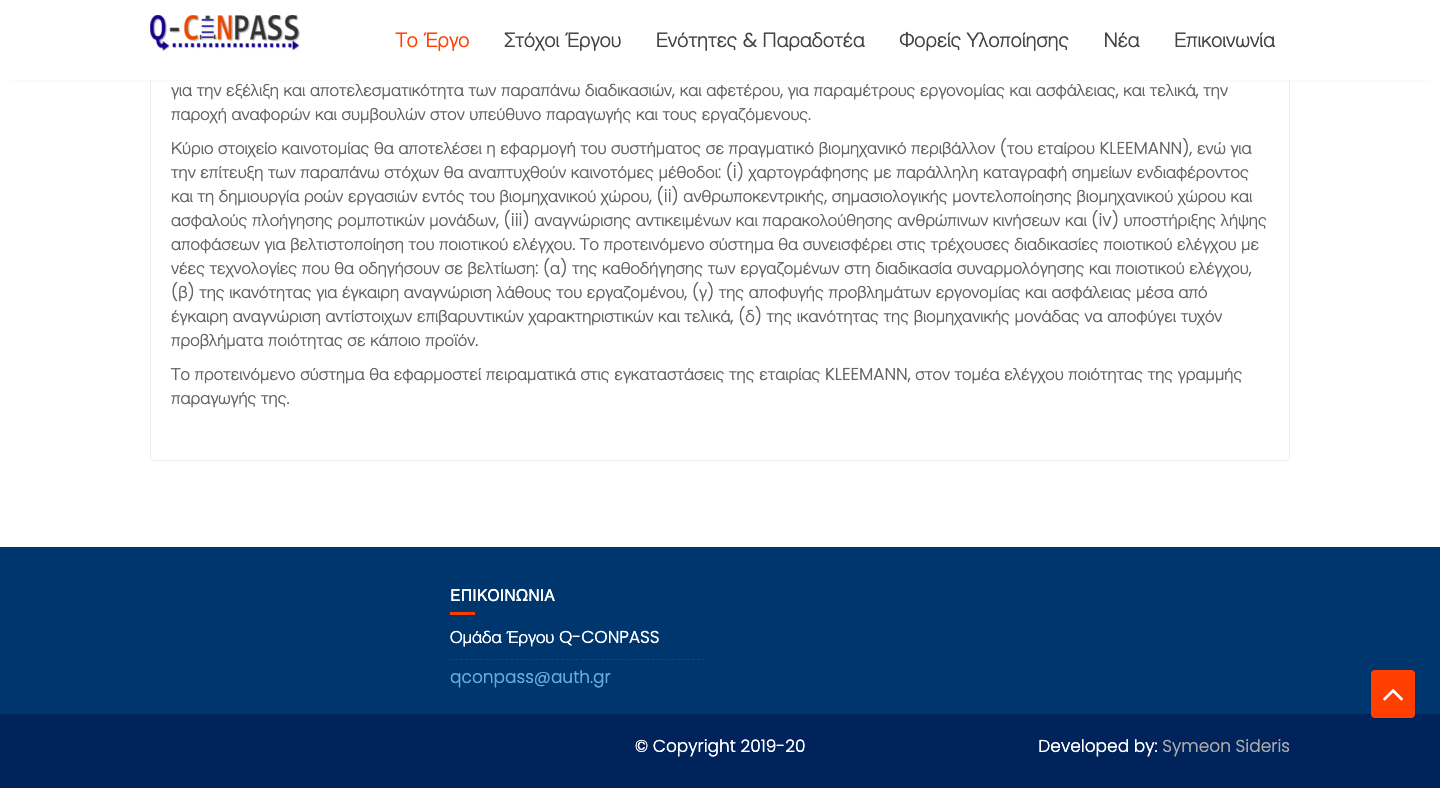 Q-CONPASS
Το Έργο Στόχοι Έργου Ενότητες & Παραδοτέα Φορείς Υλοποίησης Νέα Επικοινωνία
για την εξέλιξη και αποτελεσματικότητα των παραπάνω διαδικασιών, και αφετέρου, για παραμέτρους εργονομίας και ασφάλειας, και τελικά, την
παροχή αναφορών και συμβουλών στον υπεύθυνο παραγωγής και τους εργαζόμενους.
Κύριο στοιχείο καινοτομίας θα αποτελέσει η εφαρμογή του συστήματος σε πραγματικό βιομηχανικό περιβάλλον (του εταίρου KLEEMANN), ενώ για
την επίτευξη των παραπάνω στόχων θα αναπτυχθούν καινοτόμες μέθοδοι: (i) χαρτογράφησης με παράλληλη καταγραφή σημείων ενδιαφέροντος
και τη δημιουργία ροών εργασιών εντός του βιομηχανικού χώρου, (ii) ανθρωποκεντρικής, σημασιολογικής μοντελοποίησης βιομηχανικού χώρου και
ασφαλούς πλοήγησης ρομποτικών μονάδων, (iii) αναγνώρισης αντικειμένων και παρακολούθησης ανθρώπινων κινήσεων και (iv) υποστήριξης λήψης
αποφάσεων για βελτιστοποίηση του ποιοτικού ελέγχου. Το προτεινόμενο σύστημα θα συνεισφέρει στις τρέχουσες διαδικασίες ποιοτικού ελέγχου με
νέες τεχνολογίες που θα οδηγήσουν σε βελτίωση: (α) της καθοδήγησης των εργαζομένων στη διαδικασία συναρμολόγησης και ποιοτικού ελέγχου,
(β) της ικανότητας για έγκαιρη αναγνώριση λάθους του εργαζομένου, (γ) της αποφυγής προβλημάτων εργονομίας και ασφάλειας μέσα από
έγκαιρη αναγνώριση αντίστοιχων επιβαρυντικών χαρακτηριστικών και τελικά, (δ) της ικανότητας της βιομηχανικής μονάδας να αποφύγει τυχόν
προβλήματα ποιότητας σε κάποιο προϊόν.
Το προτεινόμενο σύστημα θα εφαρμοστεί πειραματικά στις εγκαταστάσεις της εταιρίας KLEEMANN, στον τομέα ελέγχου ποιότητας της γραμμής
παραγωγής της.
ΕΠΙΚΟΙΝΩΝΙΑ
Ομάδα Έργου Q-CONPASS
qconpass@auth.gr
© Copyright 2019-20 Developed by: Symeon Sideris